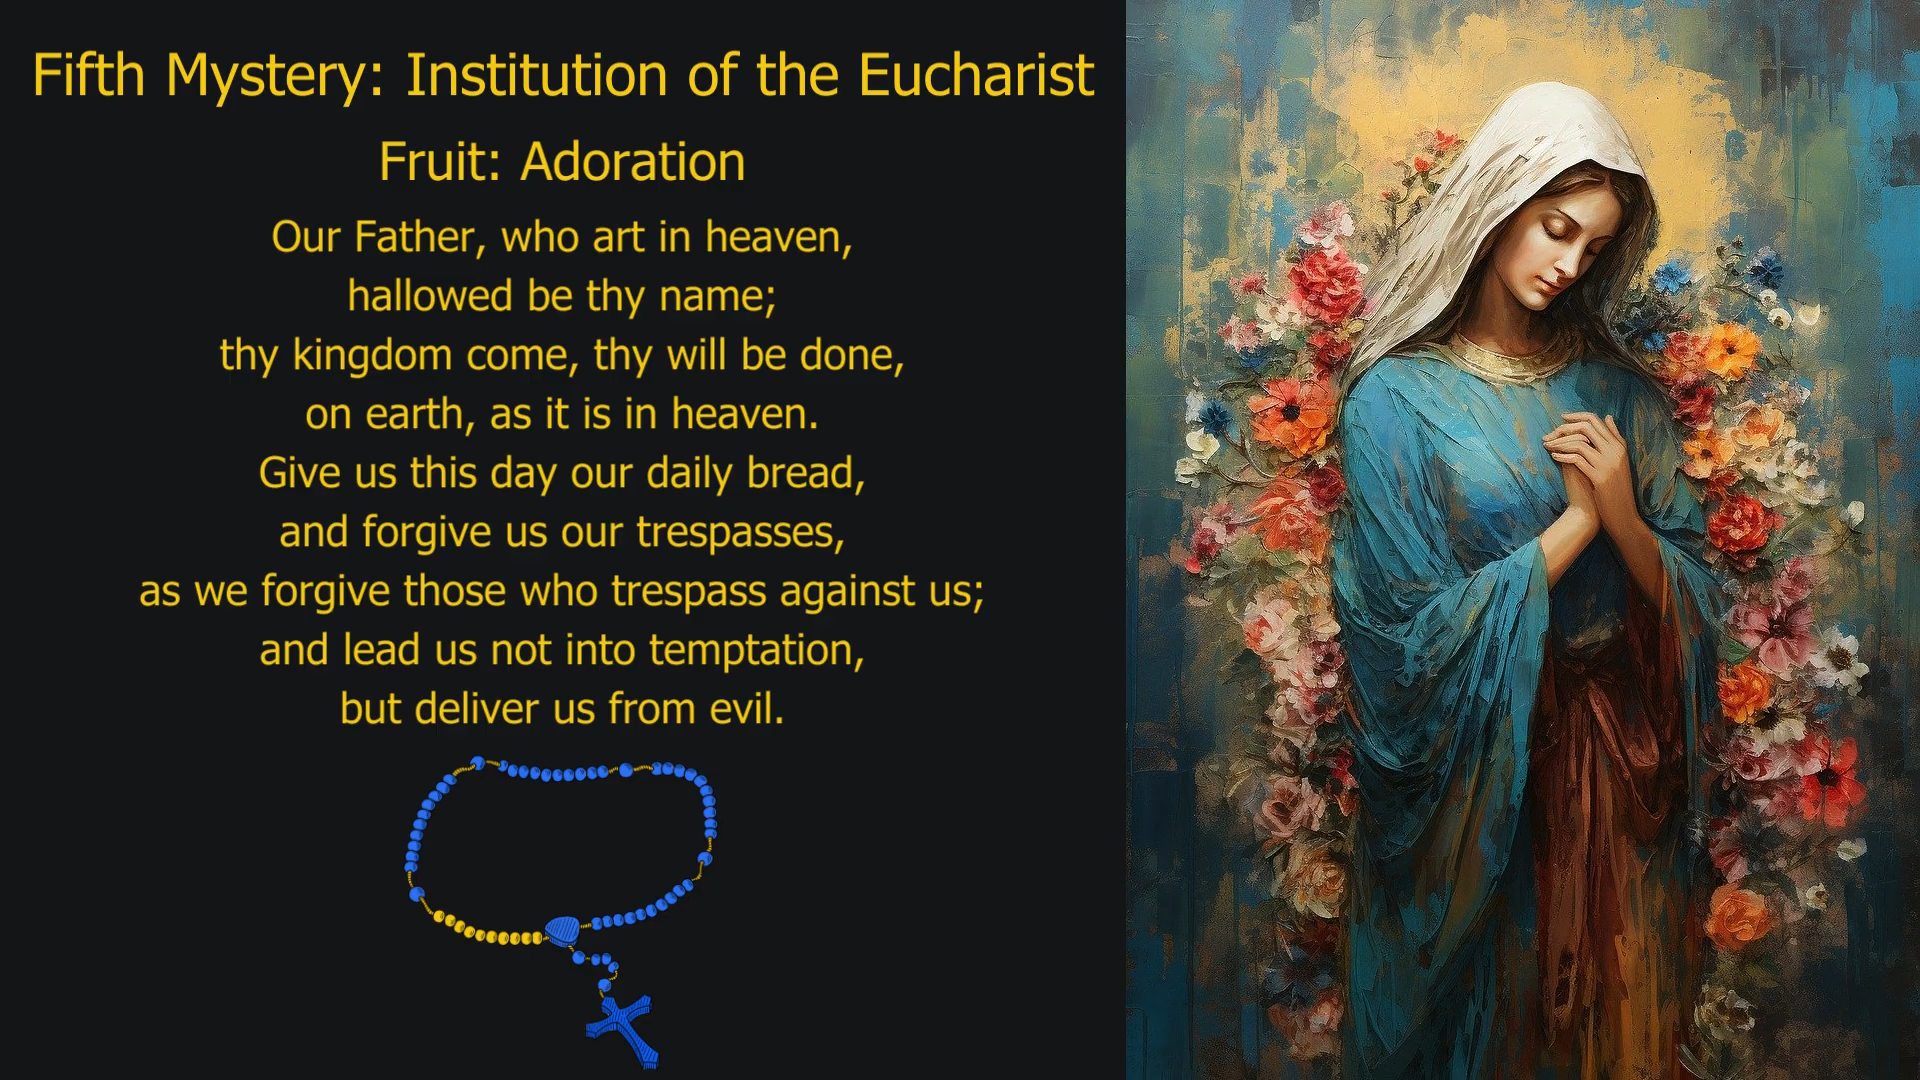 Fifth Mystery: Institution of the Eucharist
Fruit: Adoration
Our Father, who art in heaven,
hallowed be thy name;
thy kingdom come, thy will be done,
on earth, as it is in heaven.
Give us this day our daily bread,
and forgive us our trespasses,
as we forgive those who trespass against us;
and lead us not into temptation,
but deliver us from evil.